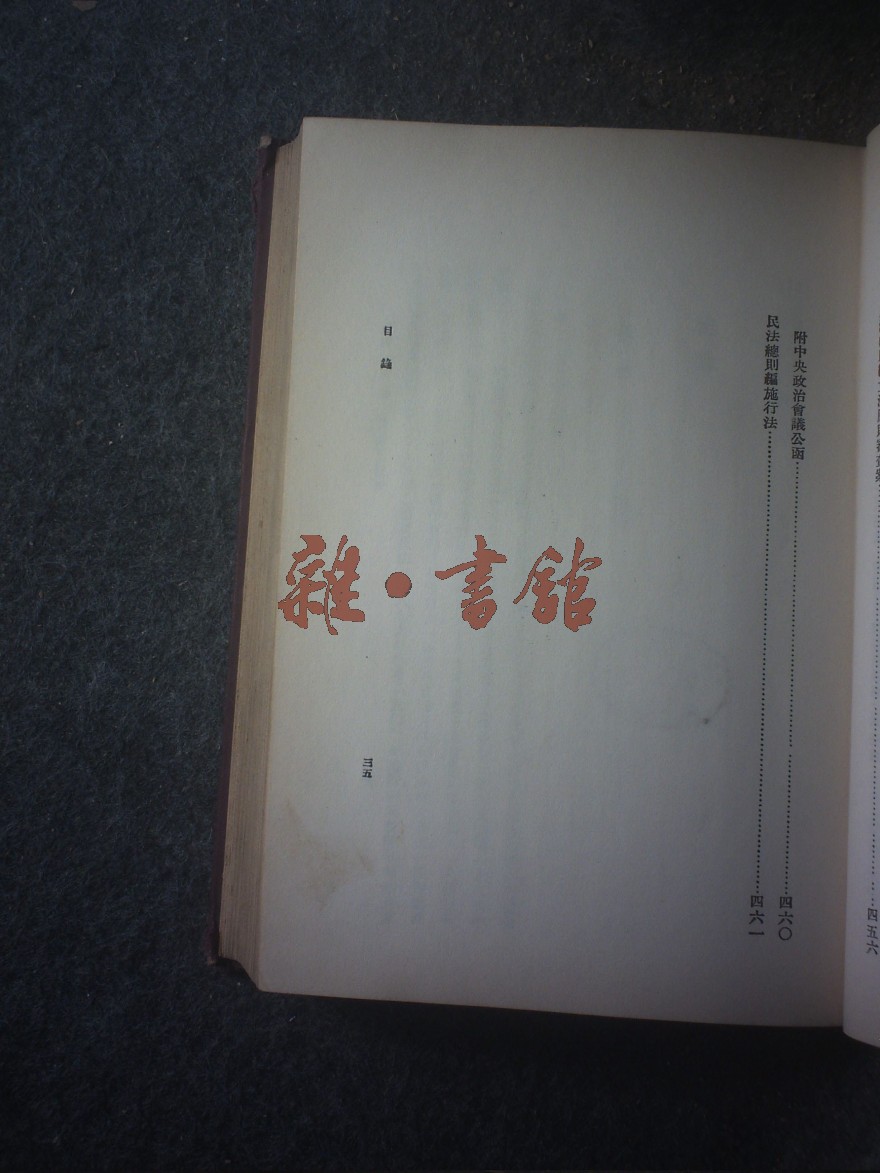 四五六
附中央政治會議公函……四六〇
民法總則編施行法……四六一
目錄
三五
雜·書館